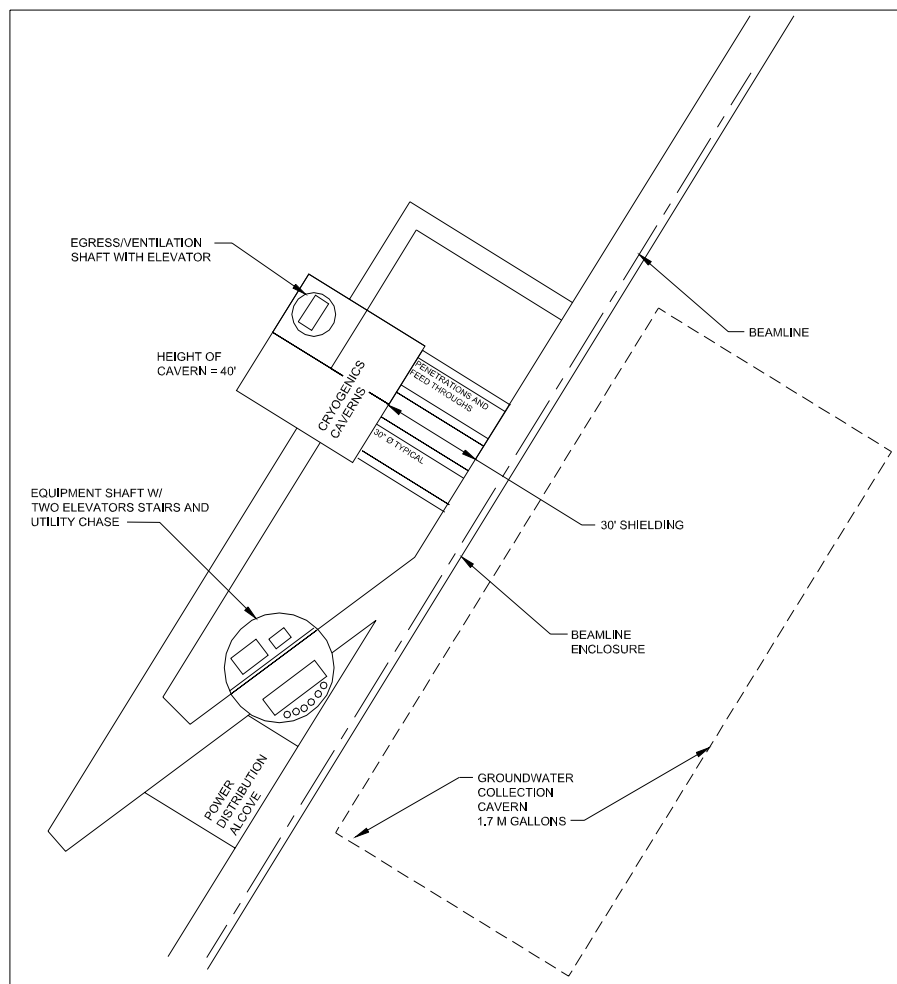 EGRESS/VENTILATION
SHAFT WITH ELEVATOR
BEAMLINE
HEIGHT OF
CAVERN = 40'
CRYOGENICS
CAVERNS
PENETRATIONS AND
FEED THROUGHS
30" Ø TYPICAL
EQUIPMENT SHAFT W/
TWO ELEVATORS STAIRS AND
UTILITY CHASE
30' SHIELDING
BEAMLINE
ENCLOSURE
POWER
DISTRIBUTION
ALCOVE
GROUNDWATER
COLLECTION
CAVERN
1.7 M GALLONS